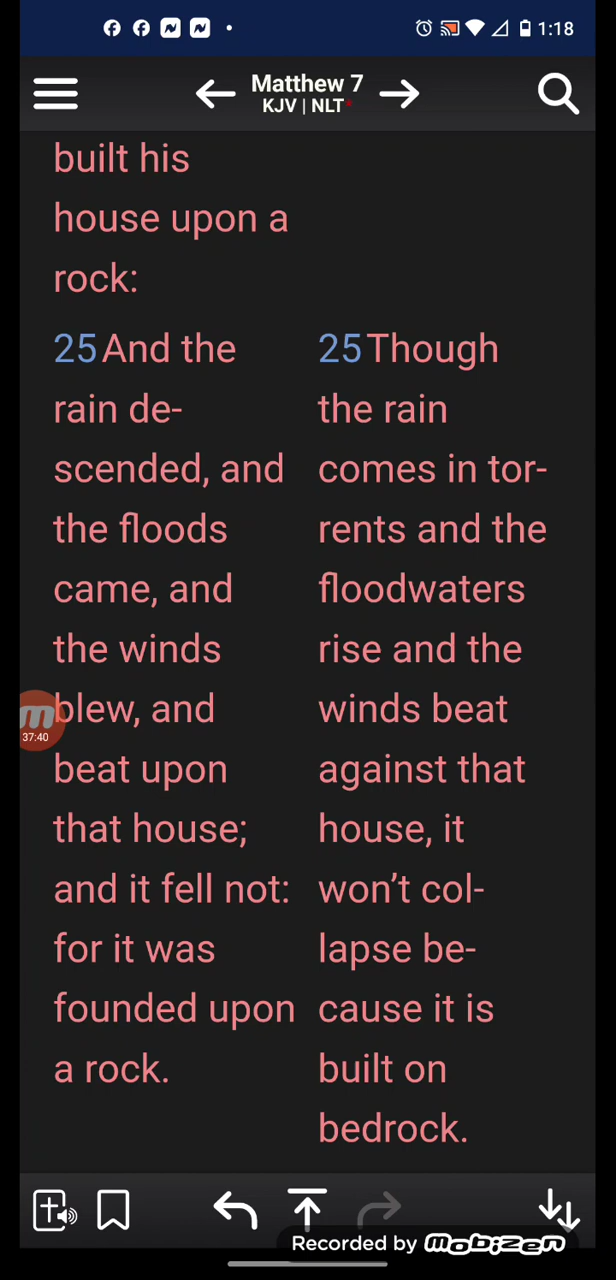 1:18
Matthew 7
KJV | NLT*
built his
house upon a
rock:
25 And the
rain de-
scended, and
the floods
came, and
the winds
blew, and
beat upon
that house;
and it fell not:
for it was
founded upon
a rock.
25 Though
the rain
comes in tor-
rents and the
floodwaters
rise and the
winds beat
against that
house, it
won't col-
lapse be-
cause it is
built on
bedrock.
37:40
Recorded by mobizen